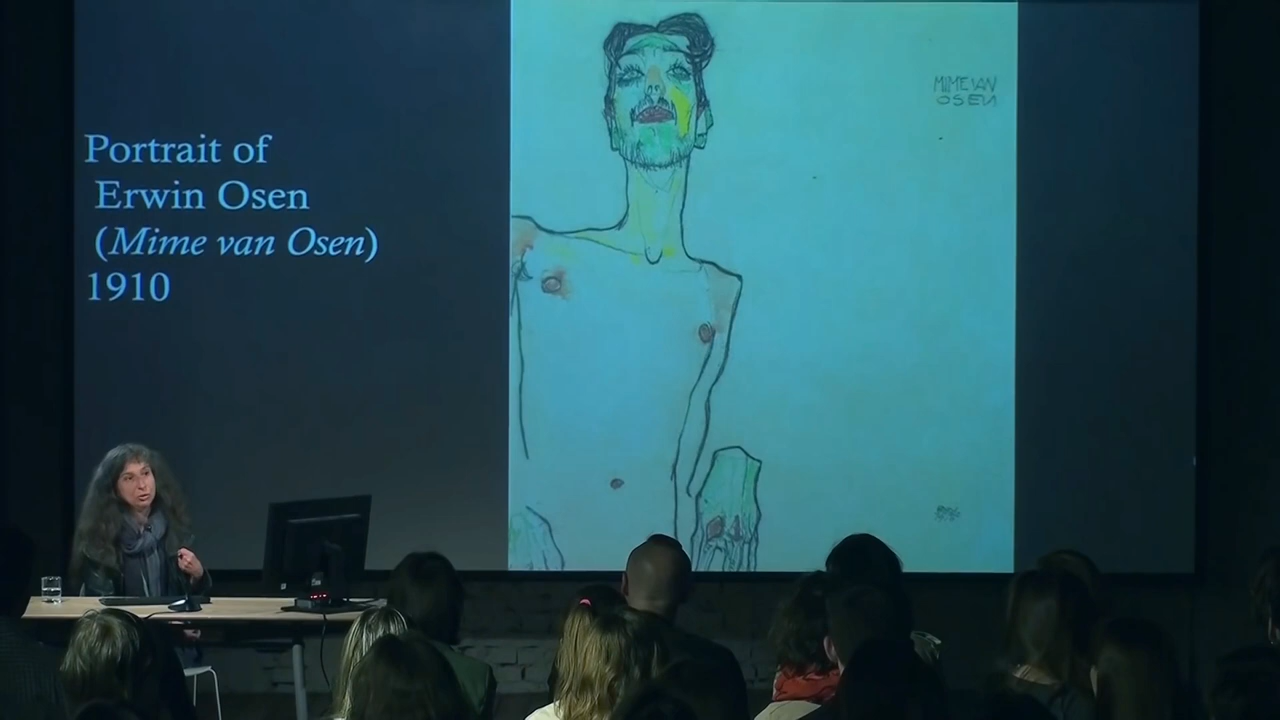 Portrait of
Erwin Osen
(Mime van Osen)
1910
MIME VAN
OSEN